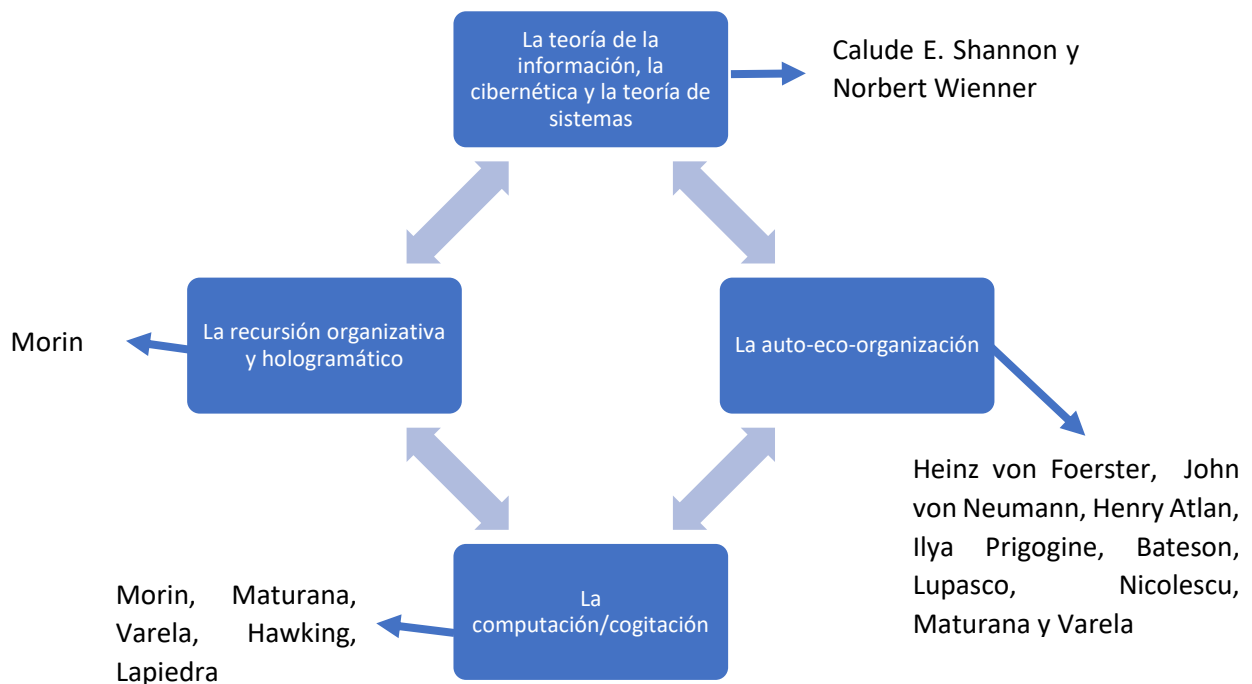 La teoría de la
información, la
cibernética y la teoría de
sistemas
Calude E. Shannon y
Norbert Wienner
Morin
La recursión organizativa
y hologramático
La auto-eco-organización
Heinz von Foerster, John
von Neumann, Henry Atlan,
Ilya Prigogine, Bateson,
Lupasco, Nicolescu,
Maturana y Varela
Morin, Maturana,
Varela, Hawking,
Lapiedra
La
computación/cogitación